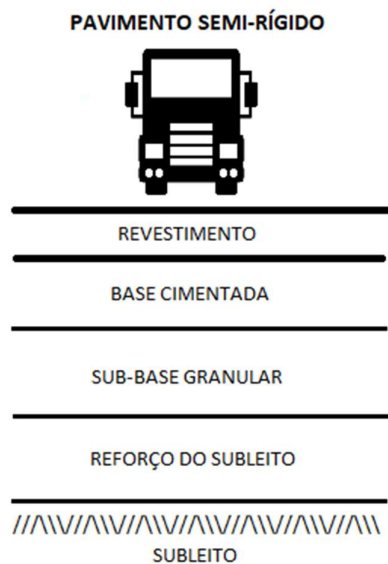 PAVIMENTO SEMI-RÍGIDO
REVESTIMENTO
BASE CIMENTADA
SUB-BASE GRANULAR
REFORÇO DO SUBLEITO
SUBLEITO